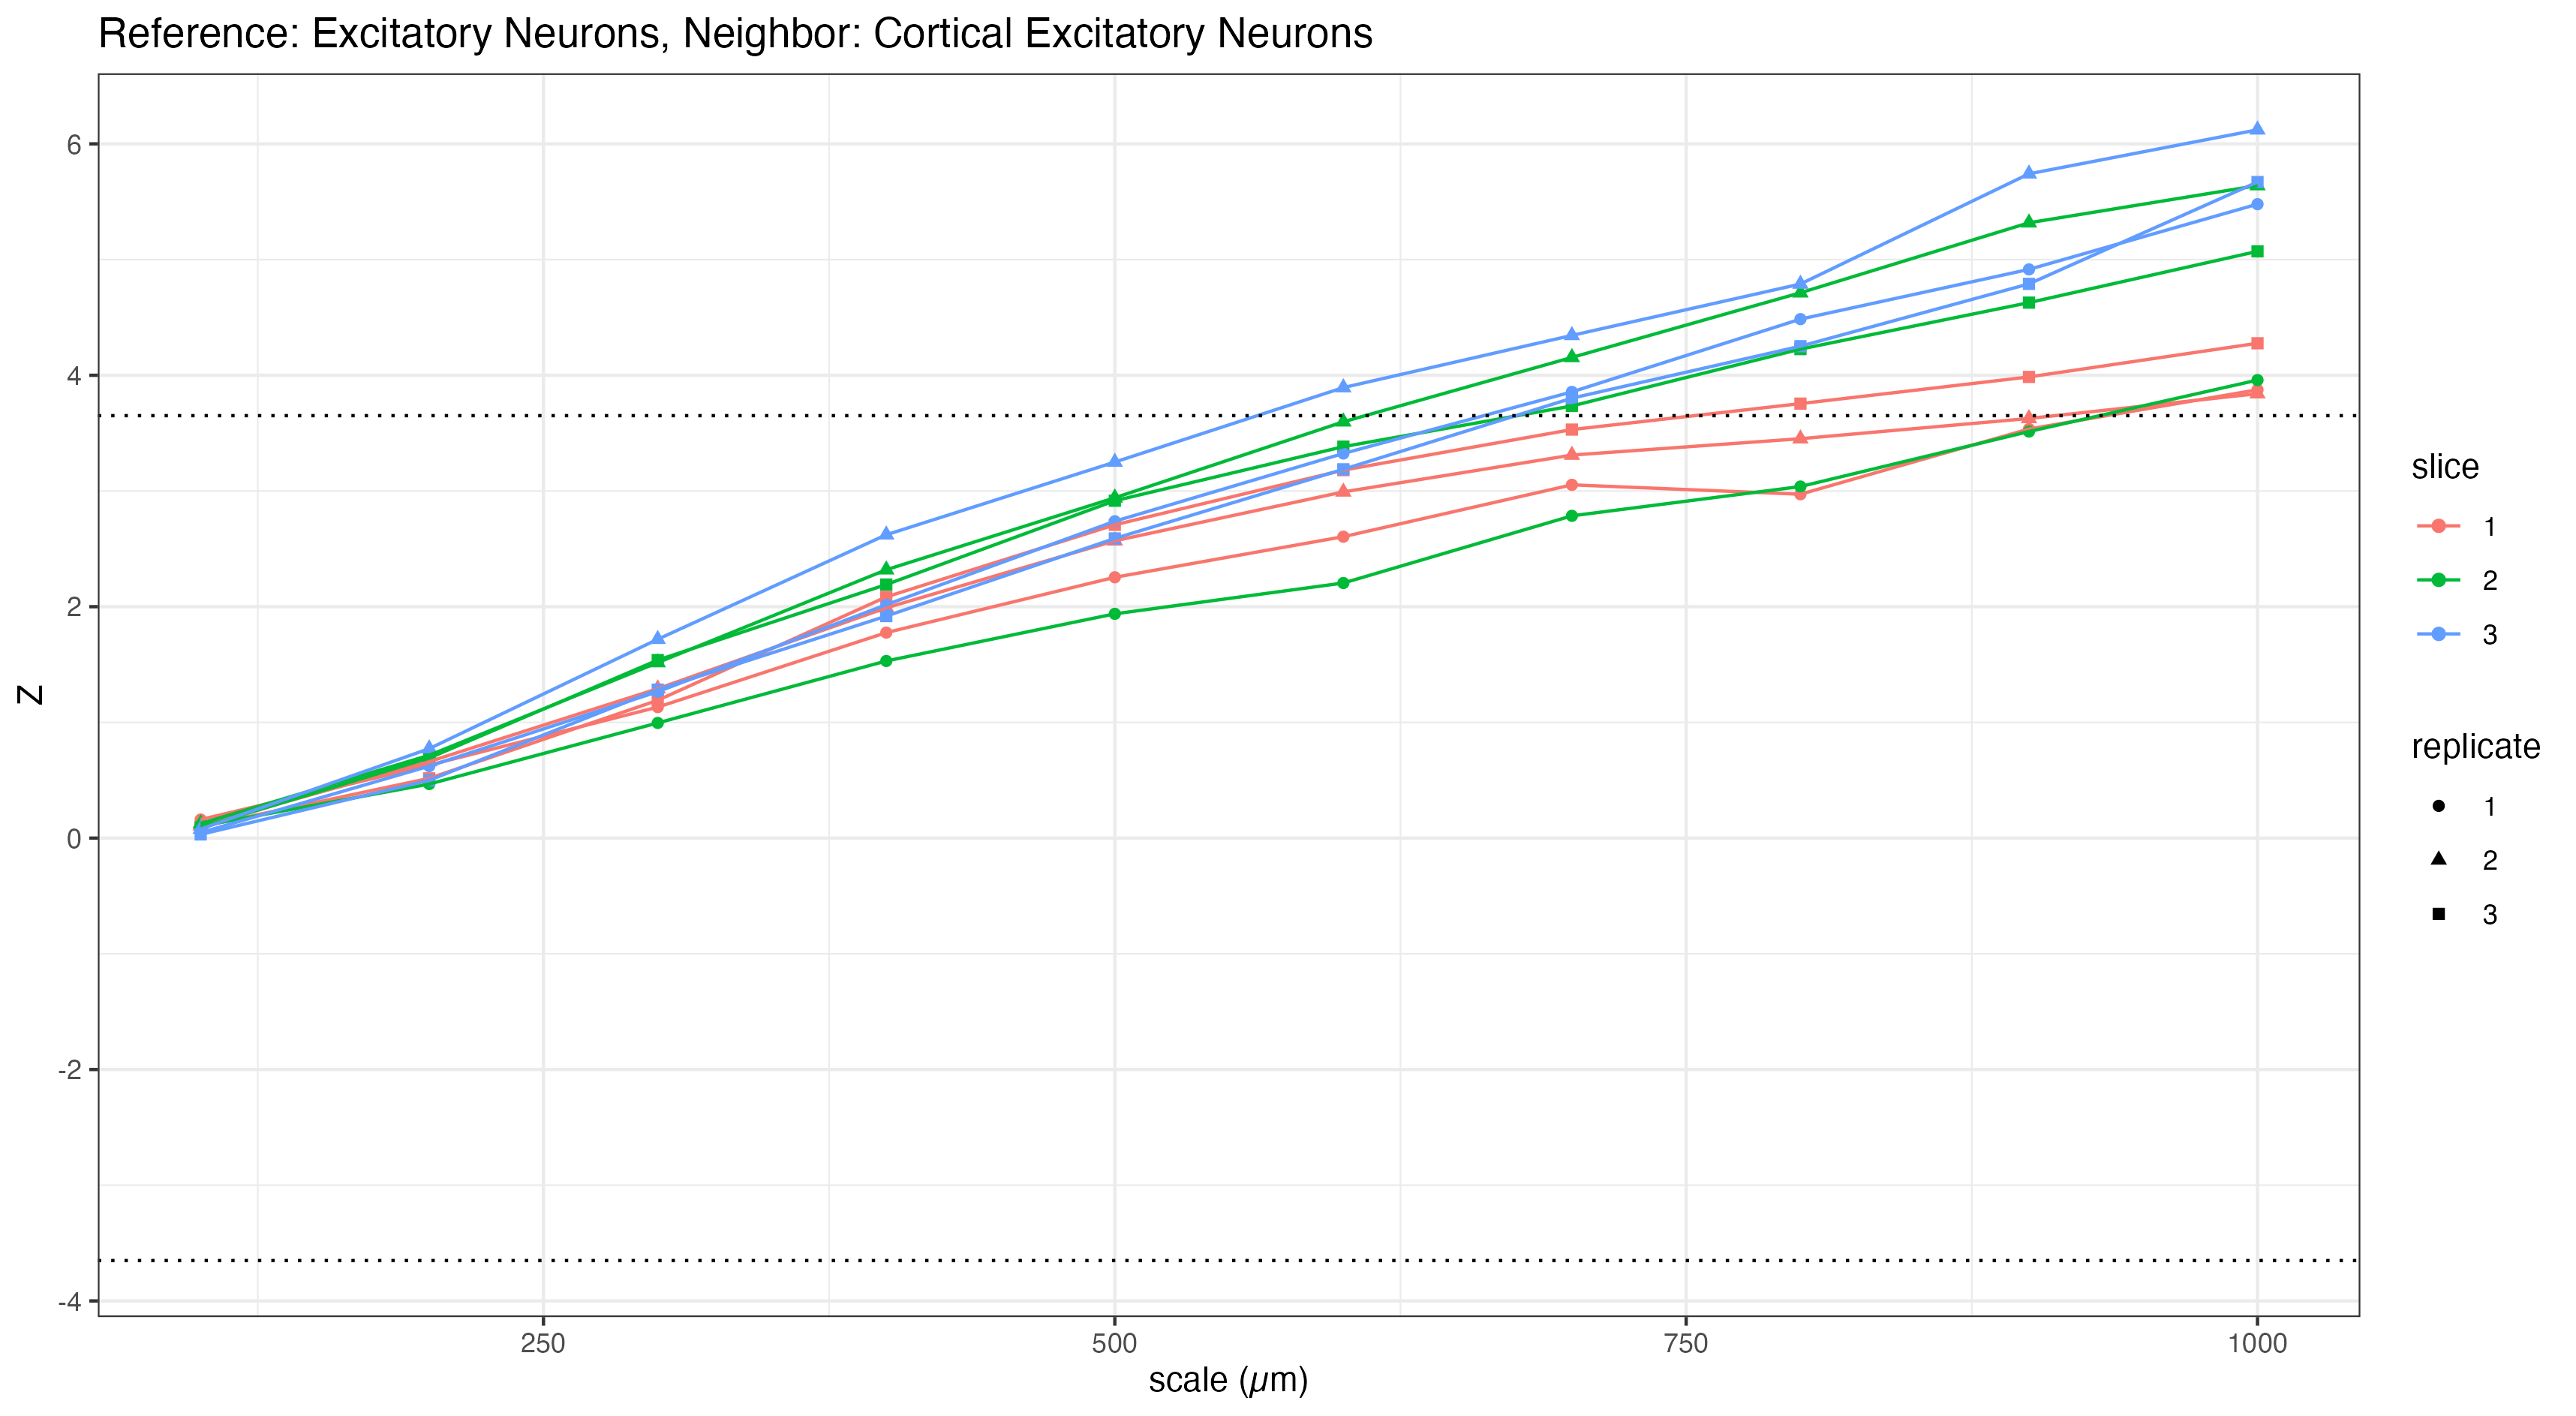 Reference: Excitatory Neurons, Neighbor: Cortical Excitatory Neurons
Z
6
4
2
0
-2
-4
250 500 750 1000
scale (µm)
slice
1
2
3
replicate
1
2
3